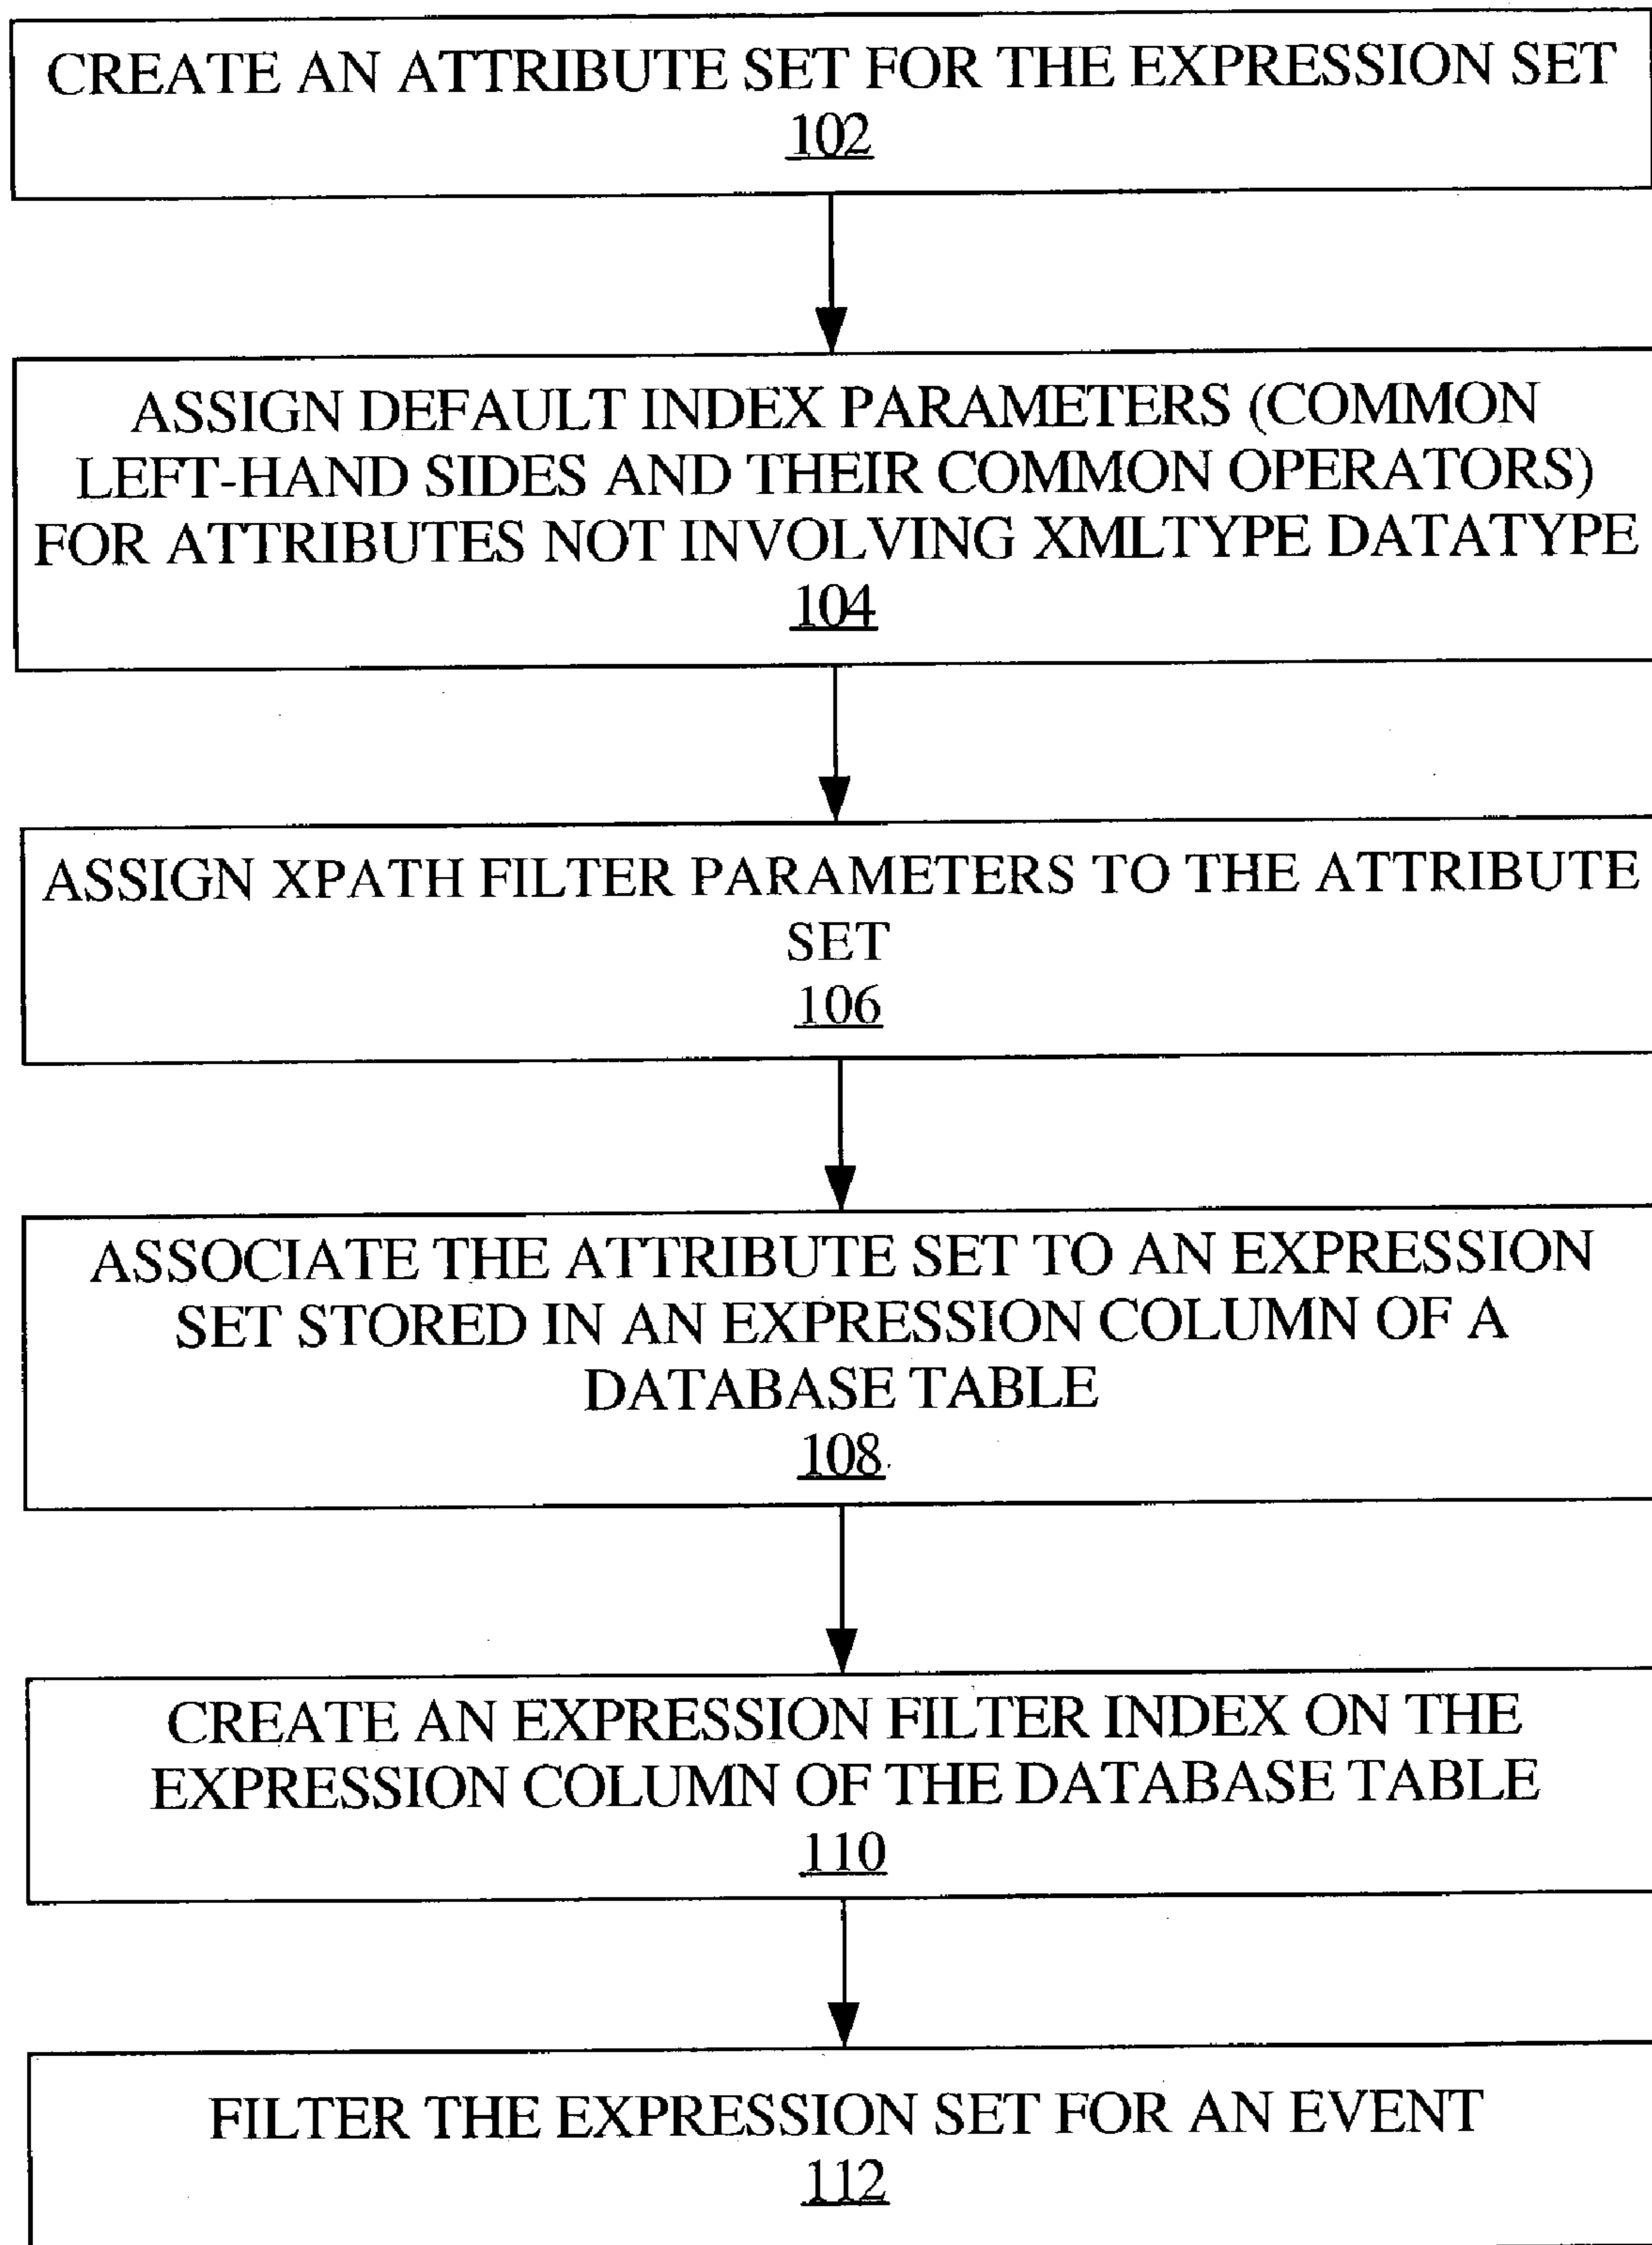 CREATE AN ATTRIBUTE SET FOR THE EXPRESSION SET
102
ASSIGN DEFAULT INDEX PARAMETERS (COMMON
LEFT-HAND SIDES AND THEIR COMMON OPERATORS)
FOR ATTRIBUTES NOT INVOLVING XMLTYPE DATATYPE
104
ASSIGN XPATH FILTER PARAMETERS TO THE ATTRIBUTE
SET
106
ASSOCIATE THE ATTRIBUTE SET TO AN EXPRESSION
SET STORED IN AN EXPRESSION COLUMN OF A
DATABASE TABLE
108
CREATE AN EXPRESSION FILTER INDEX ON THE
EXPRESSION COLUMN OF THE DATABASE TABLE
110
FILTER THE EXPRESSION SET FOR AN EVENT
112